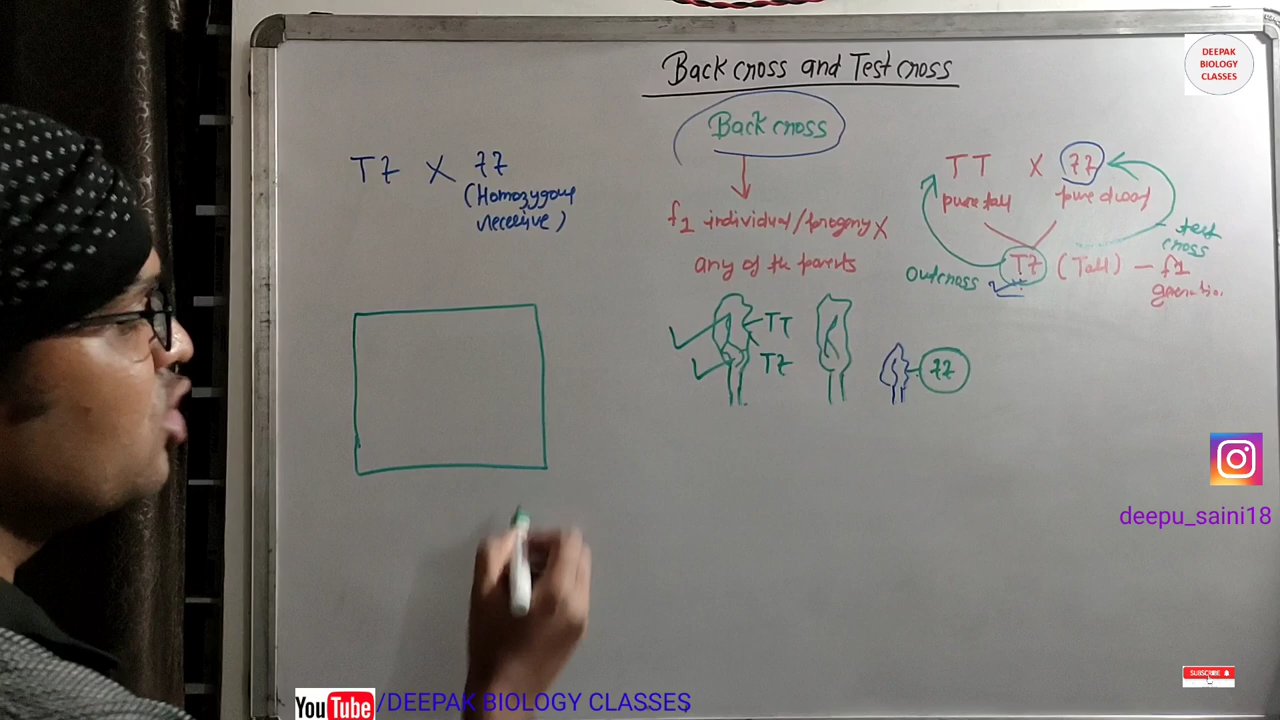 Back cross and Test cross
DEEPAK
BIOLOGY
CLASSES
Back cross
Tt X tt
(Homozygous
recessive)
f1 individual/progeny X
any of the parents
TT X tt
pure tall pure dwarf
test
cross
outcross Tt (Tall) — f1
generation
TT
Tt
tt
deepu_saini18
SUBSCRIBE
YouTube /DEEPAK BIOLOGY CLASSES